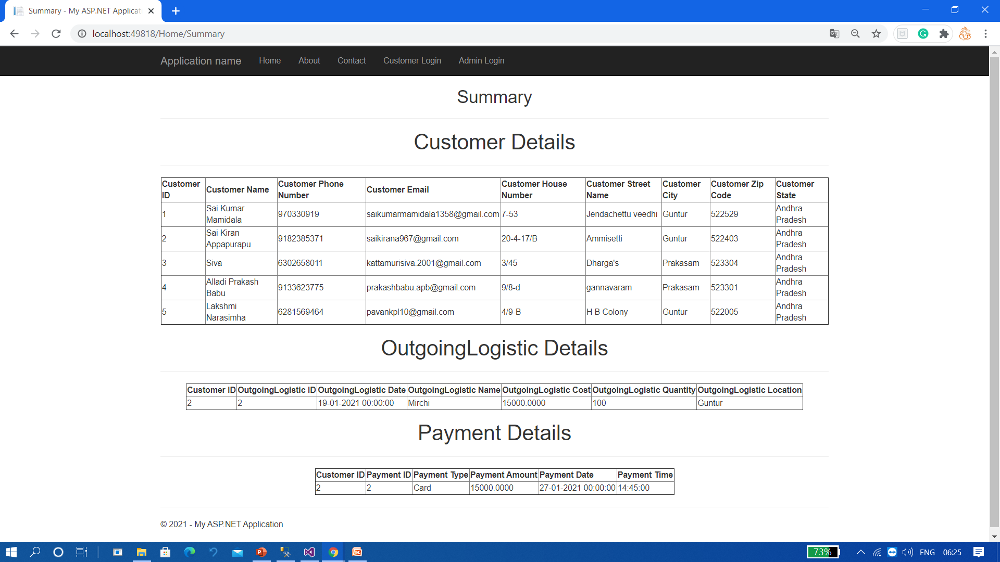 Summary - My ASP.NET Applicati
localhost:49818/Home/Summary
Application name Home About Contact Customer Login Admin Login
Summary
Customer Details
Customer ID Customer Name Customer Phone Number Customer Email Customer House Number Customer Street Name Customer City Customer Zip Code Customer State
1 Sai Kumar Mamidala 970330919 saikumarmamidala1358@gmail.com 7-53 Jendachettu veedhi Guntur 522529 Andhra Pradesh
2 Sai Kiran Appapurapu 9182385371 saikirana967@gmail.com 20-4-17/B Ammisetti Guntur 522403 Andhra Pradesh
3 Siva 6302658011 kattamurisiva.2001@gmail.com 3/45 Dharga's Prakasam 523304 Andhra Pradesh
4 Alladi Prakash Babu 9133623775 prakashbabu.apb@gmail.com 9/8-d gannavaram Prakasam 523301 Andhra Pradesh
5 Lakshmi Narasimha 6281569464 pavankpl10@gmail.com 4/9-B H B Colony Guntur 522005 Andhra Pradesh
OutgoingLogistic Details
Customer ID OutgoingLogistic ID OutgoingLogistic Date OutgoingLogistic Name OutgoingLogistic Cost OutgoingLogistic Quantity OutgoingLogistic Location
2 2 19-01-2021 00:00:00 Mirchi 15000.0000 100 Guntur
Payment Details
Customer ID Payment ID Payment Type Payment Amount Payment Date Payment Time
2 2 Card 15000.0000 27-01-2021 00:00:00 14:45:00
© 2021 - My ASP.NET Application
73% ENG 06:25